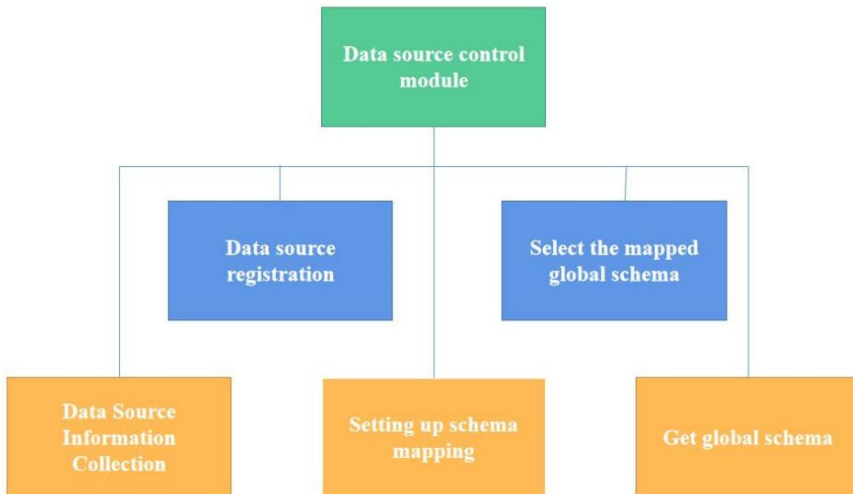 Data source control
module
Data source
registration
Select the mapped
global schema
Data Source
Information
Collection
Setting up schema
mapping
Get global schema